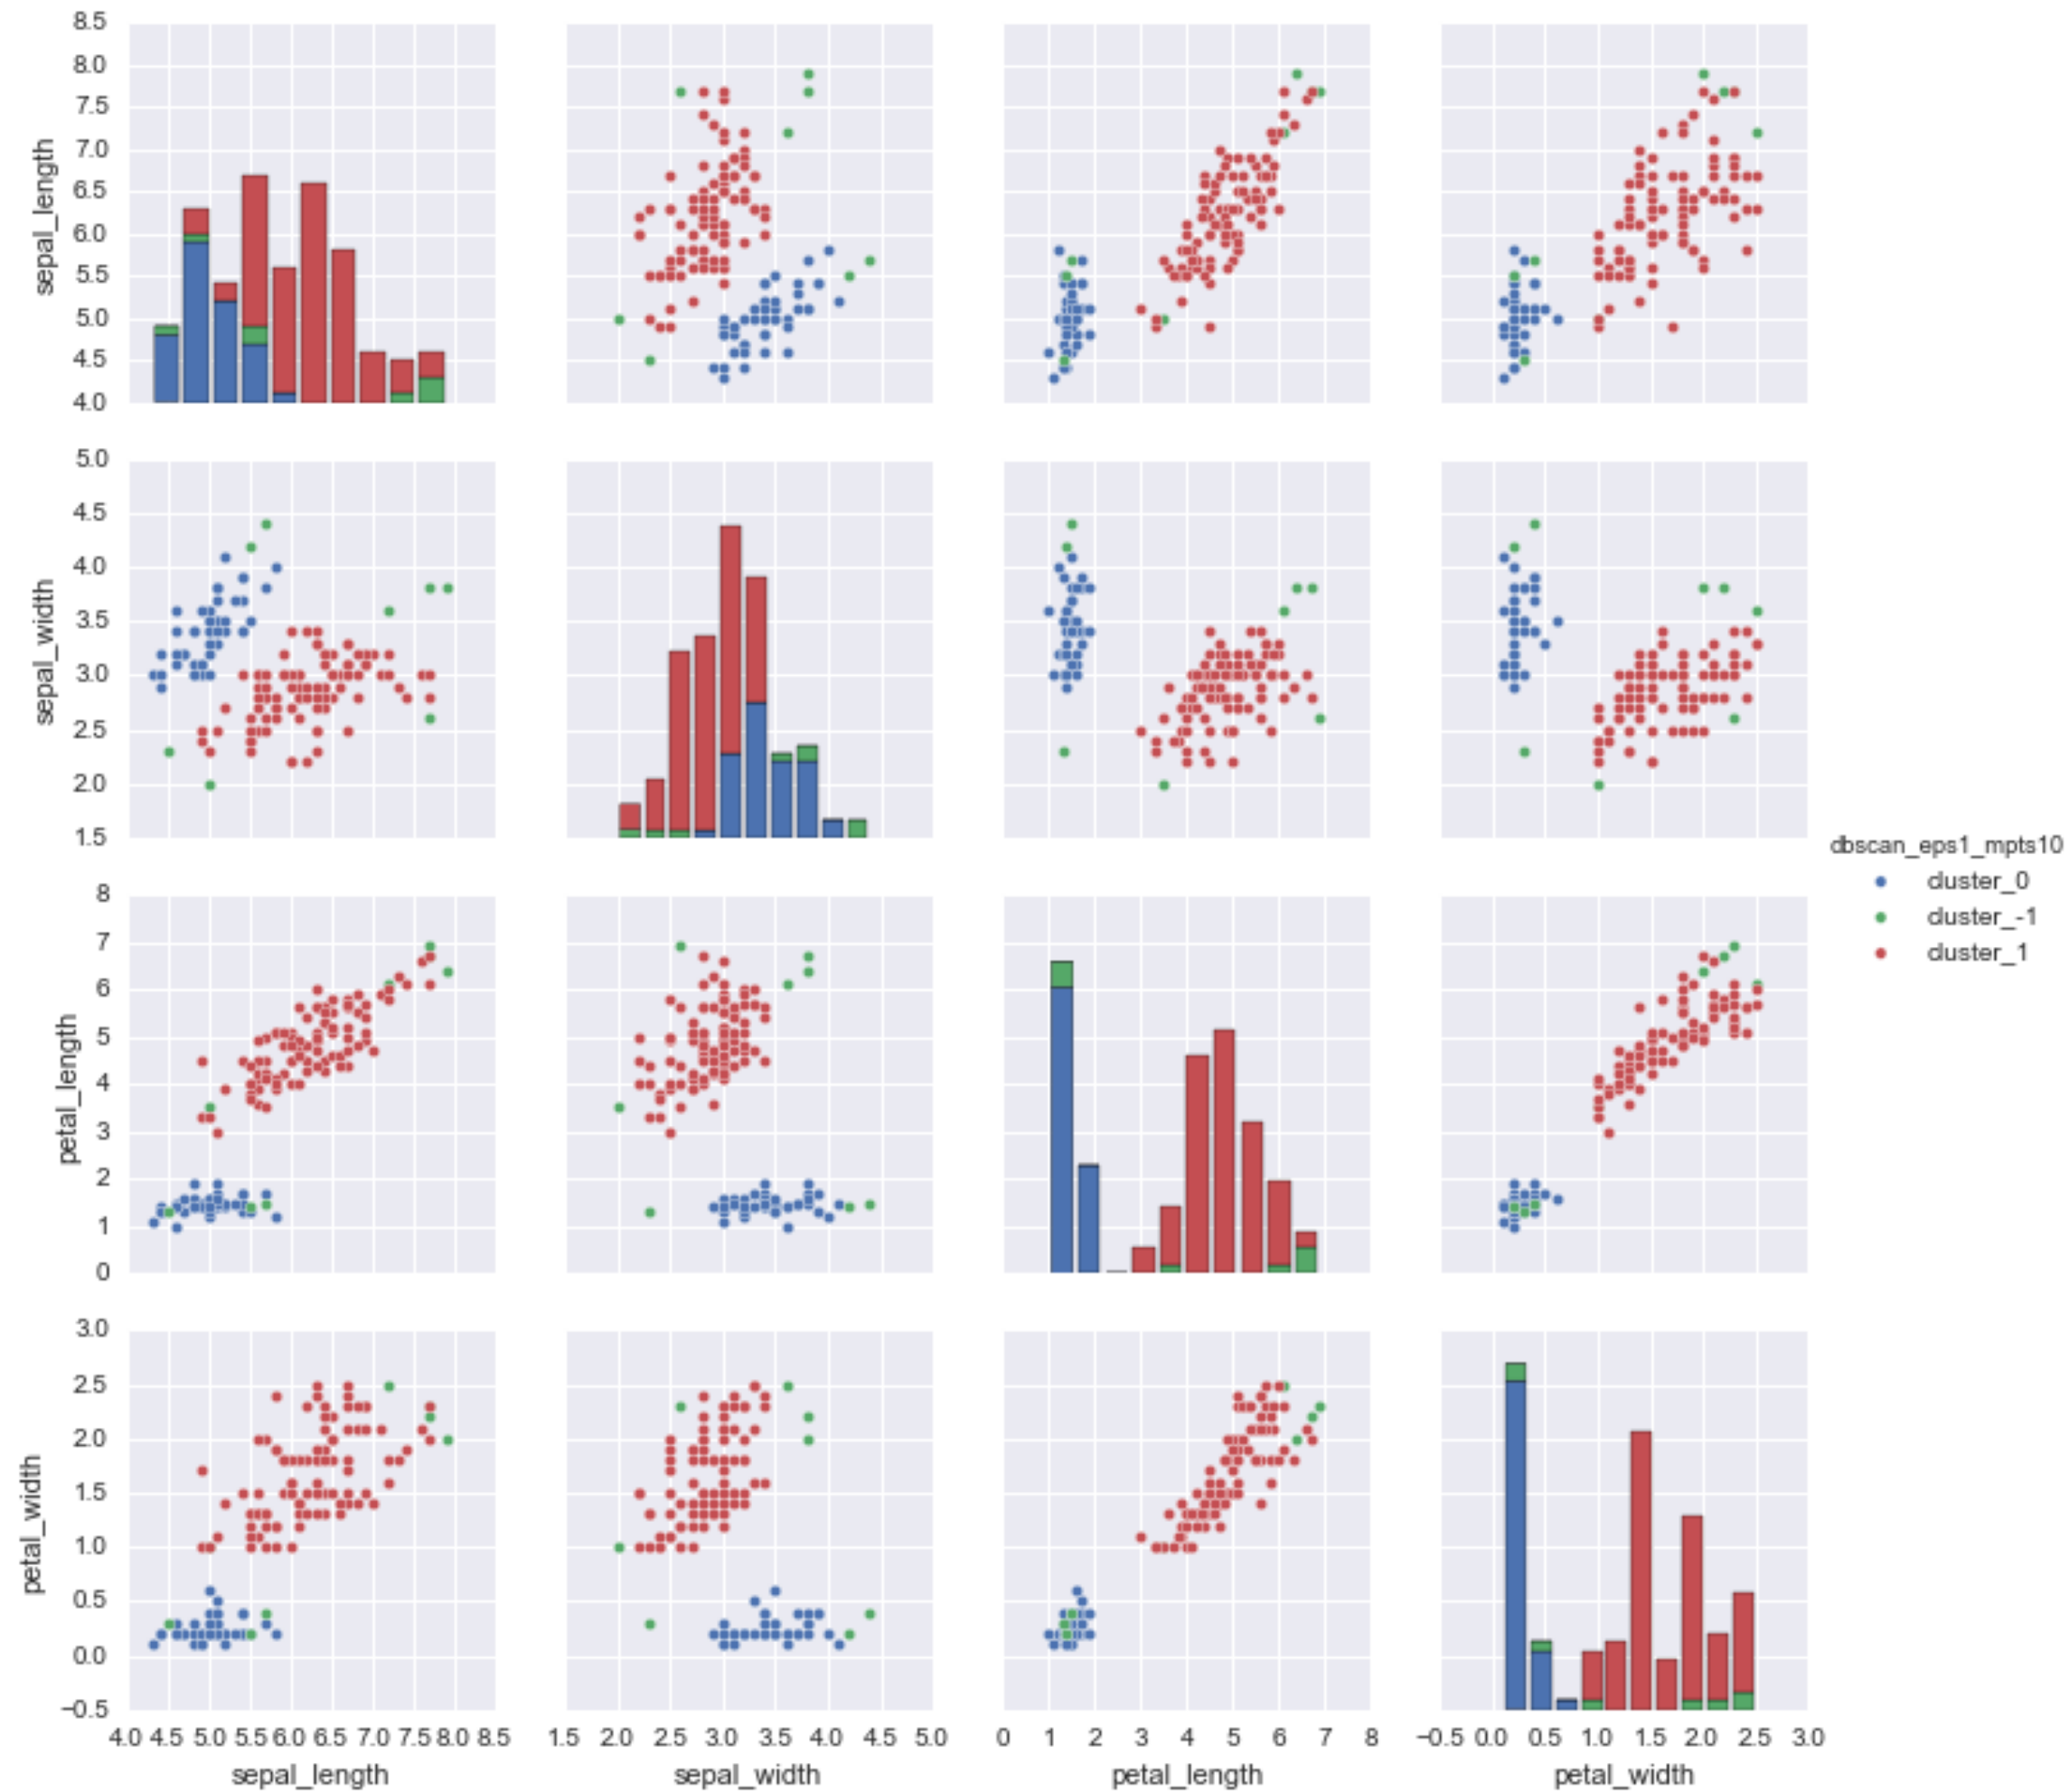 8.5
8.0
7.5
7.0
6.5
6.0
5.5
5.0
4.5
4.0
sepal_length
5.0
4.5
4.0
3.5
3.0
2.5
2.0
1.5
sepal_width
dbscan_eps1_mpts10
cluster_0
cluster_-1
cluster_1
8
7
6
5
4
3
2
1
0
petal_length
3.0
2.5
2.0
1.5
1.0
0.5
0.0
−0.5
petal_width
4.0 4.5 5.0 5.5 6.0 6.5 7.0 7.5 8.0 8.5
sepal_length
1.5 2.0 2.5 3.0 3.5 4.0 4.5 5.0
sepal_width
0 1 2 3 4 5 6 7 8
petal_length
−0.5 0.0 0.5 1.0 1.5 2.0 2.5 3.0
petal_width